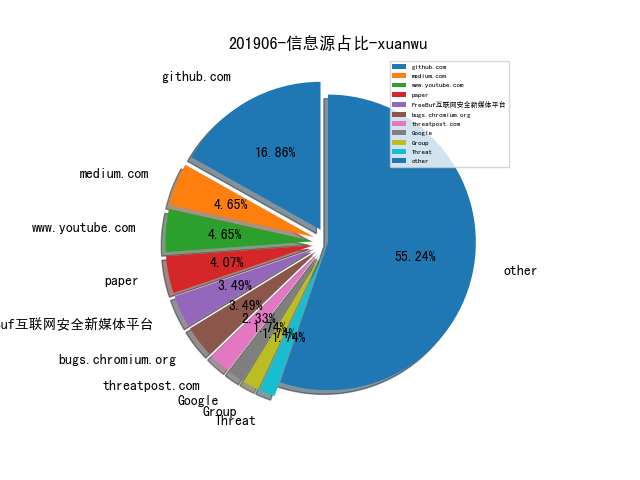 201906-信息源占比-xuanwu
github.com
medium.com
www.youtube.com
paper
FreeBuf互联网安全新媒体平台
bugs.chromium.org
threatpost.com
Google
Group
Threat
other
github.com
16.86%
medium.com
4.65%
www.youtube.com
4.65%
paper
4.07%
uf互联网安全新媒体平台
3.49%
bugs.chromium.org
3.49%
threatpost.com
2.33%
Google
1.74%
Group
1.74%
Threat
1.74%
other
55.24%